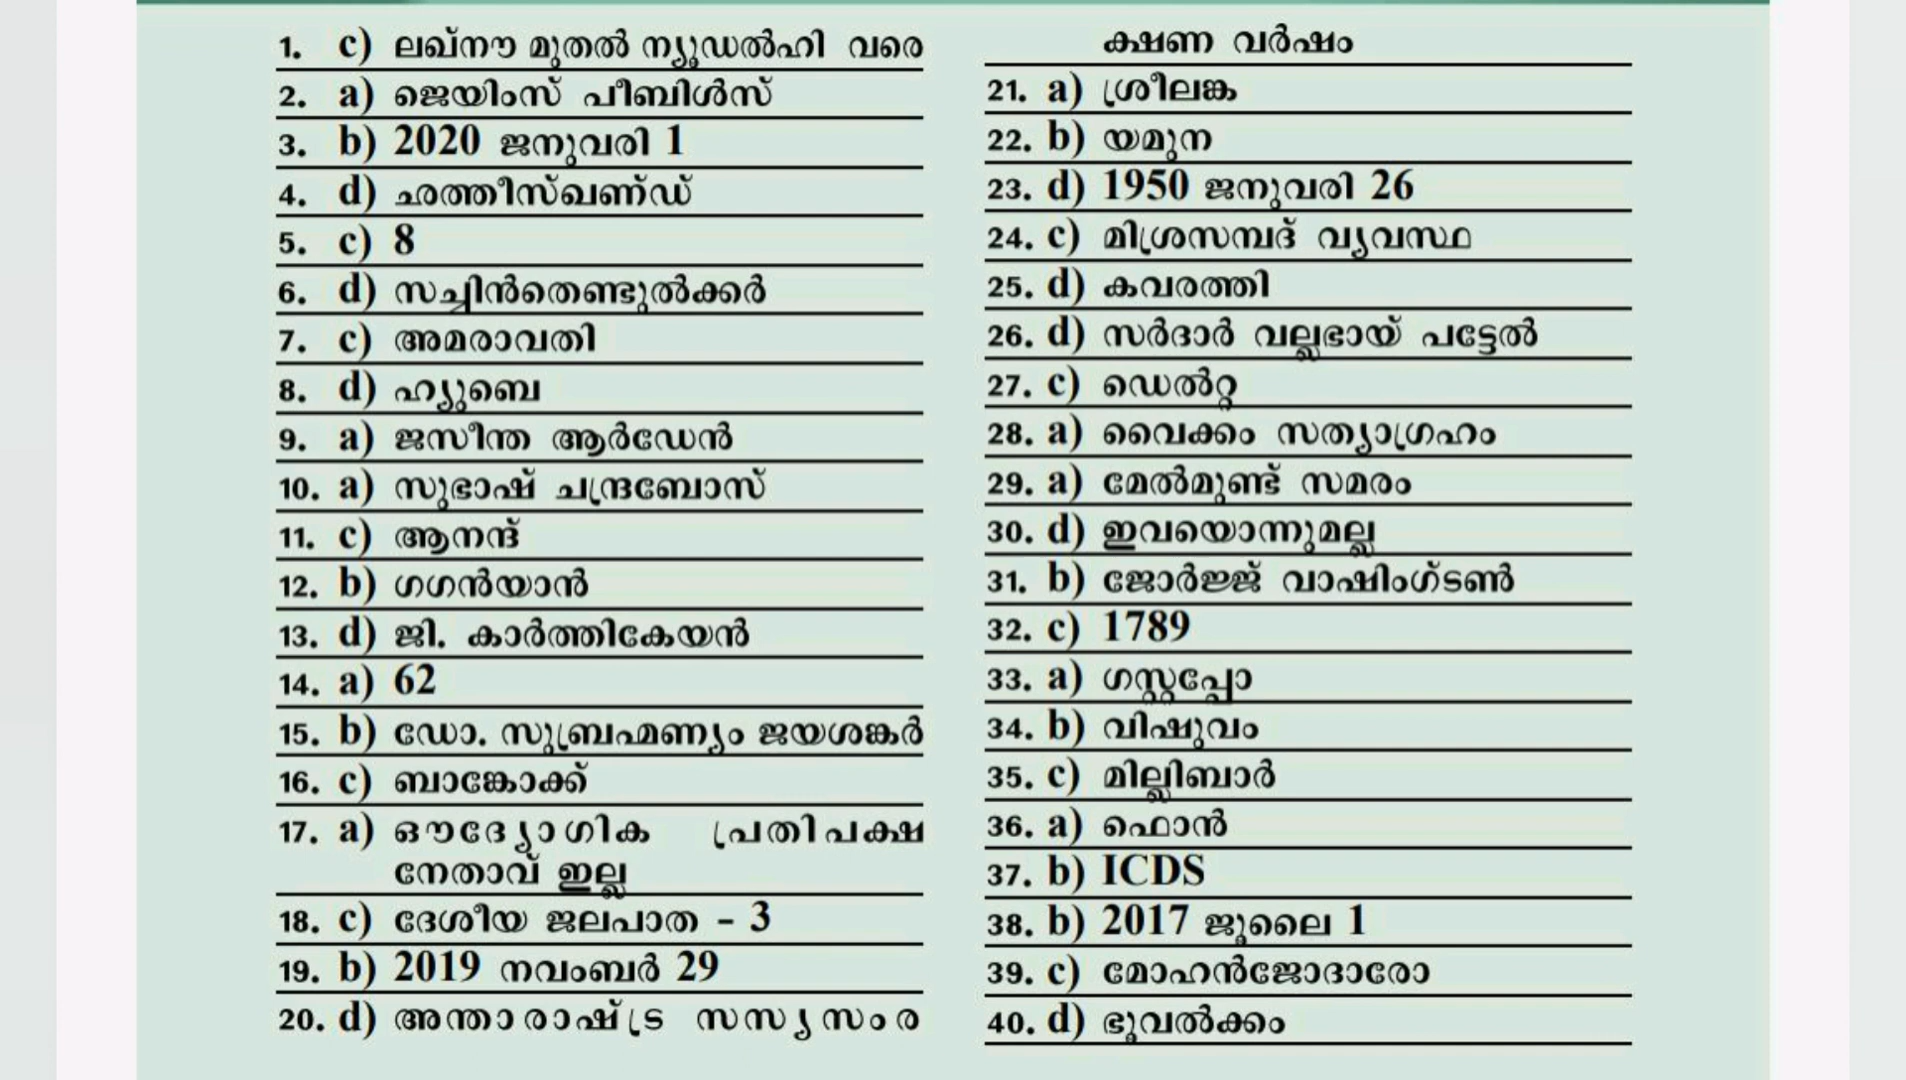 1. c) ലഖ്നൗ മുതൽ ന്യൂഡൽഹി വരെ
2. a) ജെയിംസ് പീബിൾസ്
3. b) 2020 ജനുവരി 1
4. d) ഛത്തീസ്ഖണ്ഡ്
5. c) 8
6. d) സച്ചിൻതെണ്ടുൽക്കർ
7. c) അമരാവതി
8. d) ഹ്യുബെ
9. a) ജസീന്ത ആർഡേൻ
10. a) സുഭാഷ് ചന്ദ്രബോസ്
11. c) ആനന്ദ്
12. b) ഗഗൻയാൻ
13. d) ജി. കാർത്തികേയൻ
14. a) 62
15. b) ഡോ. സുബ്രഹ്മണ്യം ജയശങ്കർ
16. c) ബാങ്കോക്ക്
17. a) ഔദ്യോഗിക പ്രതിപക്ഷ
നേതാവ് ഇല്ല
18. c) ദേശീയ ജലപാത – 3
19. b) 2019 നവംബർ 29
20. d) അന്താരാഷ്ട്ര സസ്യസംര
ക്ഷണ വർഷം
21. a) ശ്രീലങ്ക
22. b) യമുന
23. d) 1950 ജനുവരി 26
24. c) മിശ്രസമ്പദ് വ്യവസ്ഥ
25. d) കവരത്തി
26. d) സർദാർ വല്ലഭായ് പട്ടേൽ
27. c) ഡെൽറ്റ
28. a) വൈക്കം സത്യാഗ്രഹം
29. a) മേൽമുണ്ട് സമരം
30. d) ഇവയൊന്നുമല്ല
31. b) ജോർജ്ജ് വാഷിംഗ്ടൺ
32. c) 1789
33. a) ഗസ്റ്റപ്പോ
34. b) വിഷുവം
35. c) മില്ലിബാർ
36. a) ഫൊൻ
37. b) ICDS
38. b) 2017 ജൂലൈ 1
39. c) മോഹൻജോദാരോ
40. d) ഭൂവൽക്കം